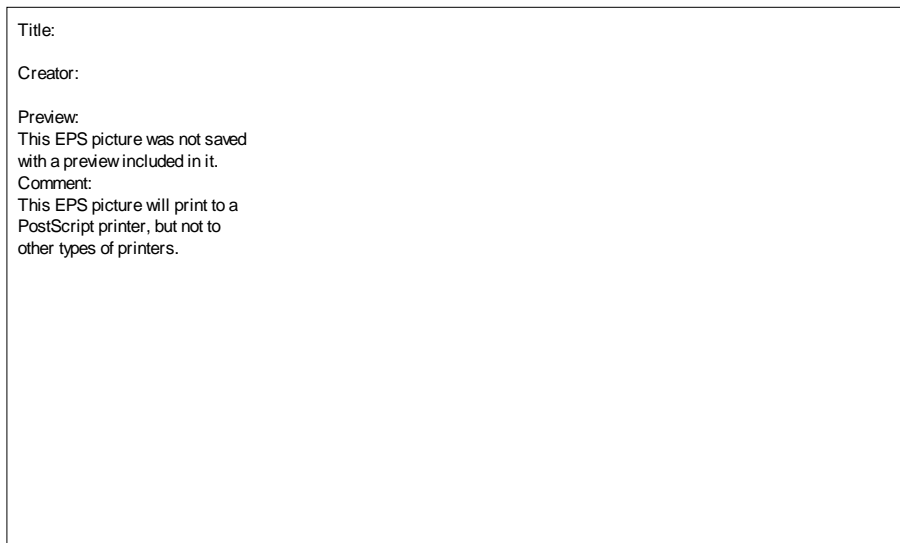 Title:
Creator:
Preview:
This EPS picture was not saved
with a preview included in it.
Comment:
This EPS picture will print to a
PostScript printer, but not to
other types of printers.